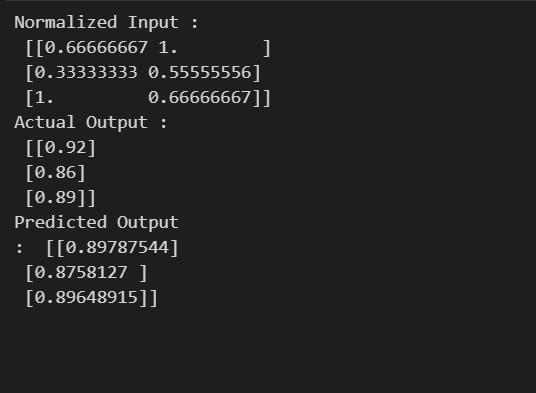 Normalized Input :
 [[0.66666667 1.        ]
 [0.33333333 0.55555556]
 [1.         0.66666667]]
Actual Output :
 [[0.92]
 [0.86]
 [0.89]]
Predicted Output
:  [[0.89787544]
 [0.8758127 ]
 [0.89648915]]